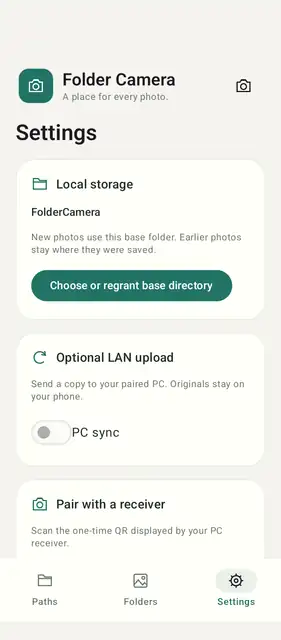 Folder Camera
A place for every photo.
Settings
Local storage
FolderCamera
New photos use this base folder. Earlier photos
stay where they were saved.
Choose or regrant base directory
Optional LAN upload
Send a copy to your paired PC. Originals stay on
your phone.
PC sync
Pair with a receiver
Scan the one-time QR displayed by your PC
receiver.
Paths
Folders
Settings